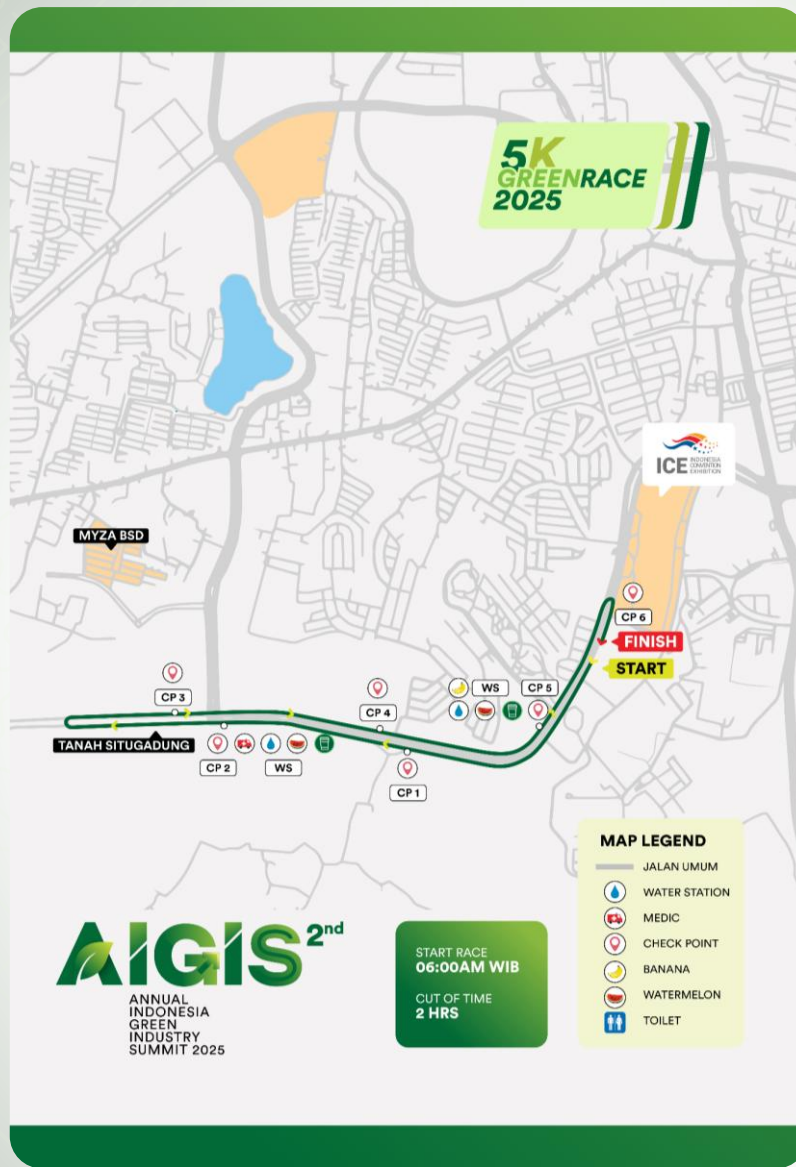 5K
GREENRACE
2025
ICE INDONESIA
CONVENTION
EXHIBITION
MYZA BSD
CP 6
FINISH
START
CP 3
WS
CP 5
CP 4
TANAH SITUGADUNG
CP 2
WS
CP 1
MAP LEGEND
JALAN UMUM
WATER STATION
MEDIC
CHECK POINT
BANANA
WATERMELON
TOILET
AIGIS 2nd
ANNUAL
INDONESIA
GREEN
INDUSTRY
SUMMIT 2025
START RACE
06:00AM WIB
CUT OF TIME
2 HRS